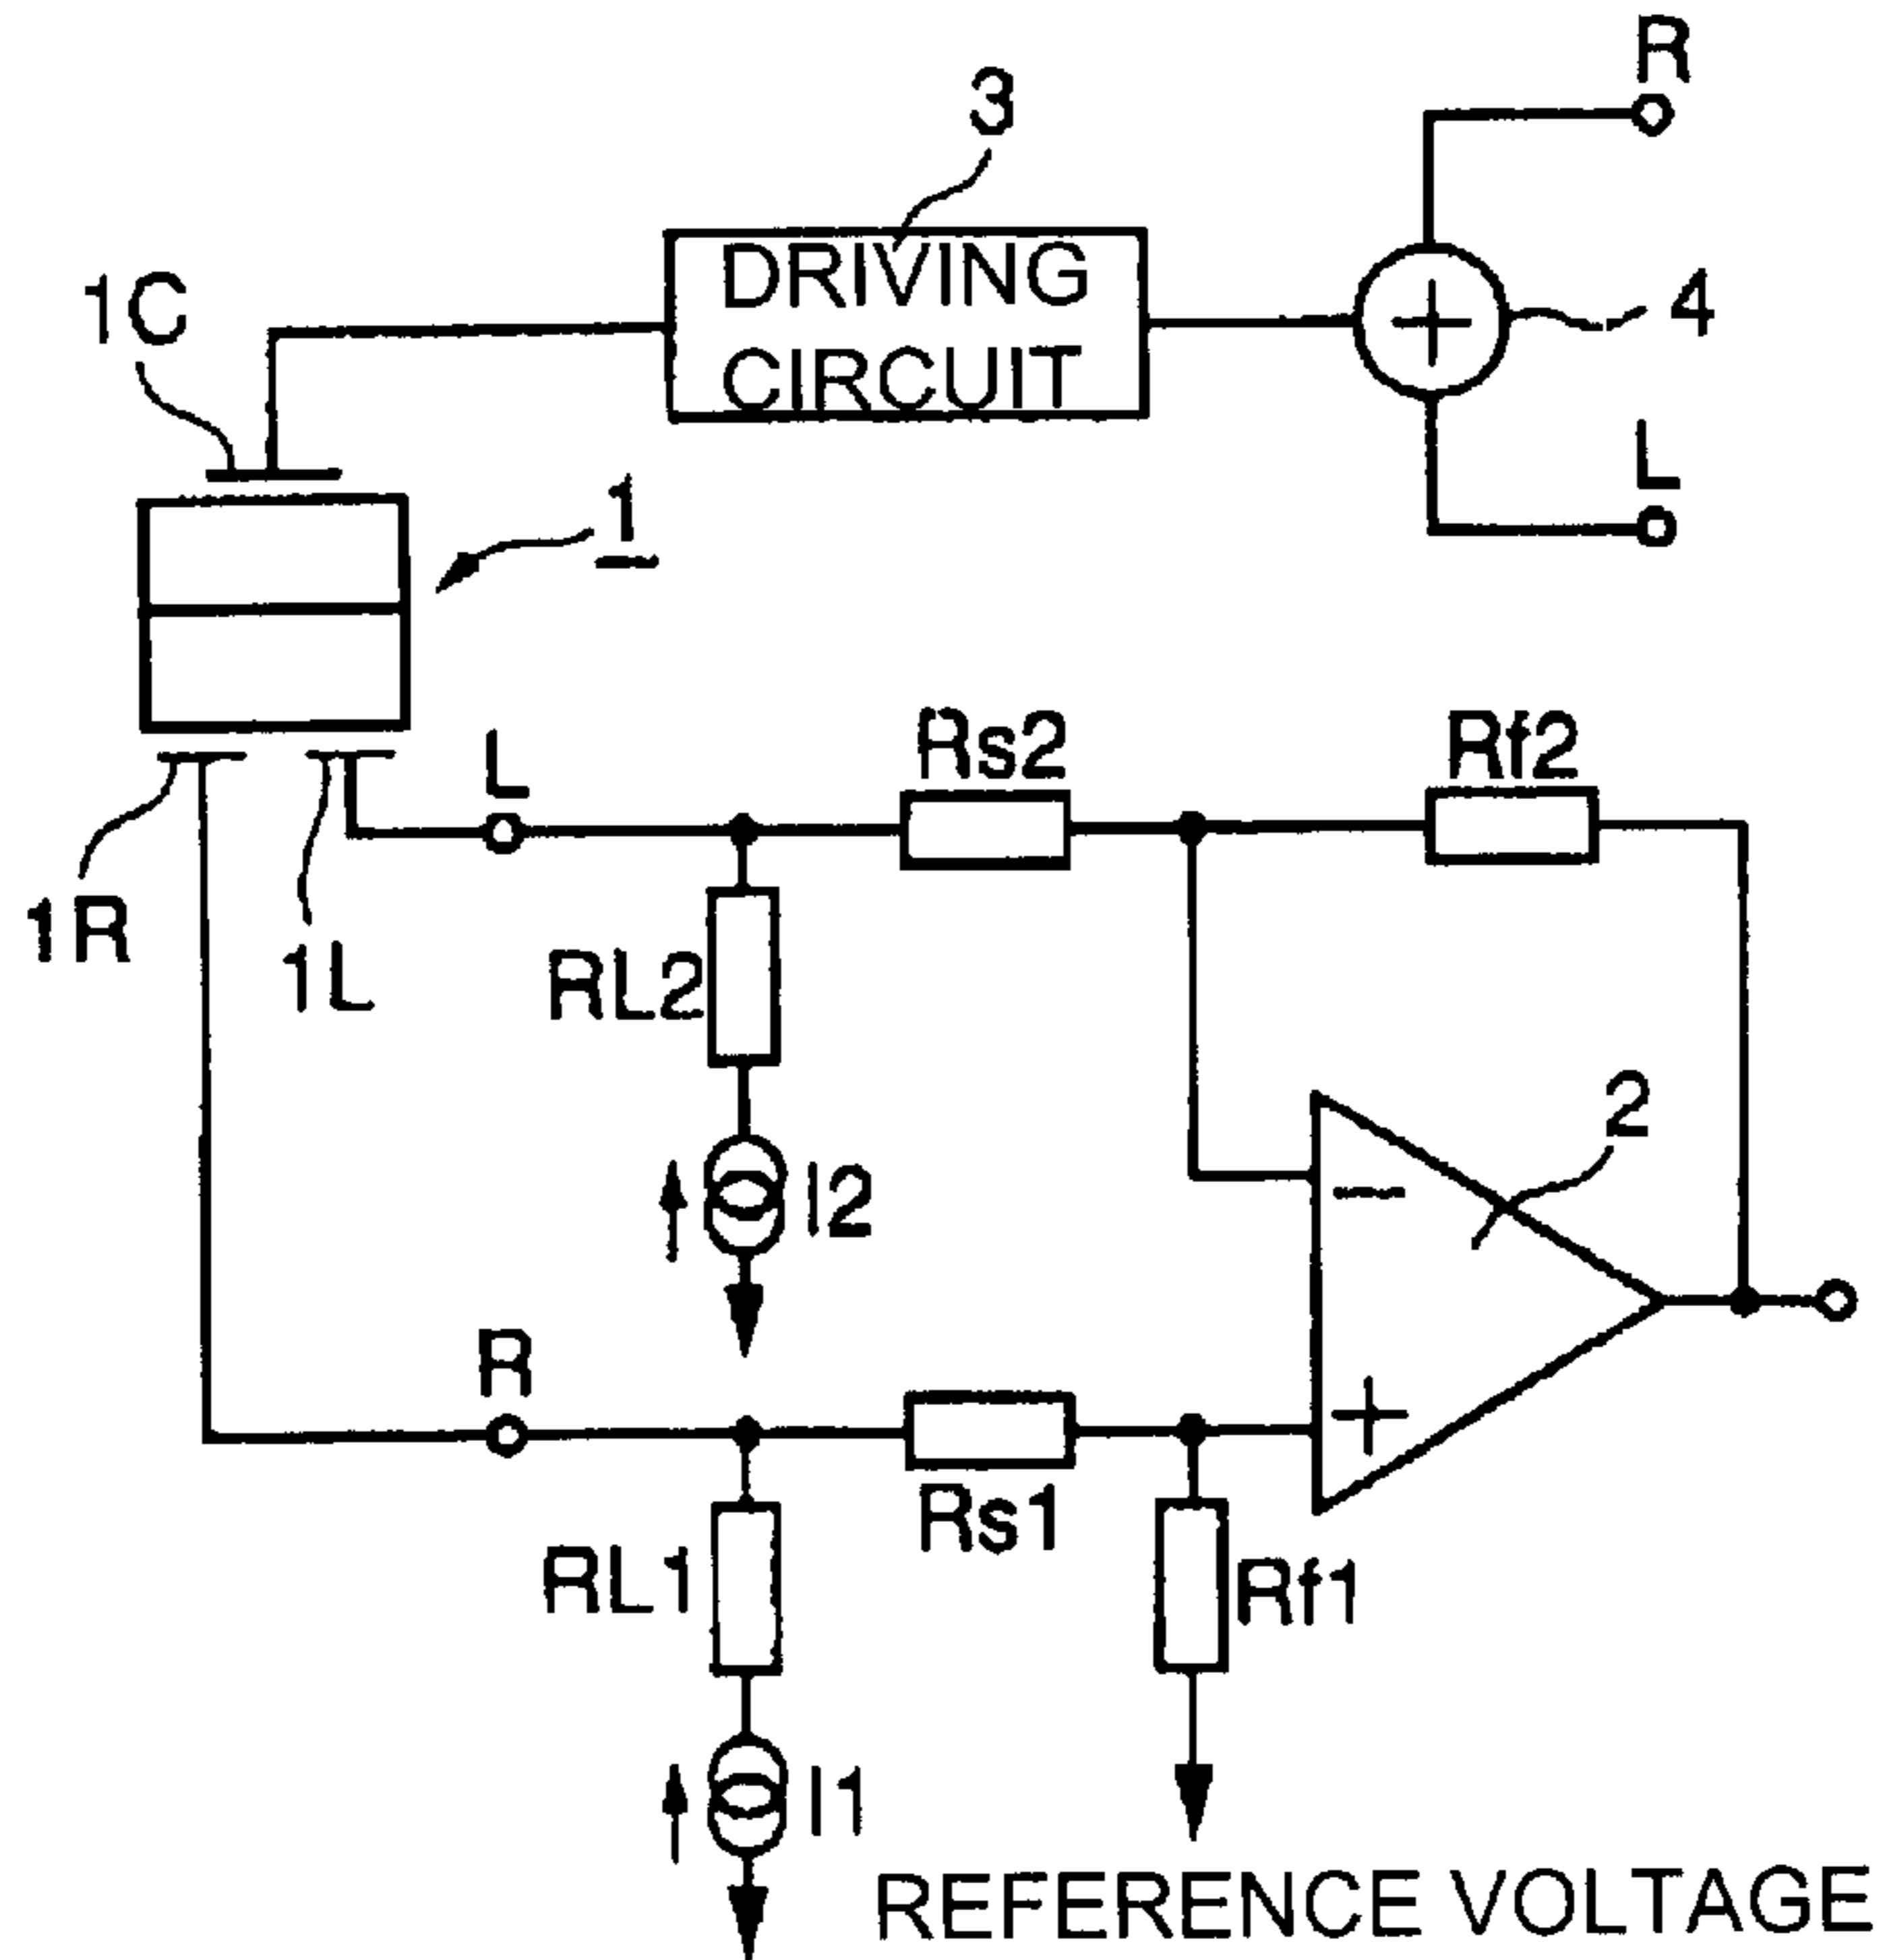 R
3
DRIVING
CIRCUIT
1C
4
L
1
L
Rs2
Rf2
1R
1L
RL2
2
I2
R
Rs1
RL1
Rf1
I1
REFERENCE VOLTAGE